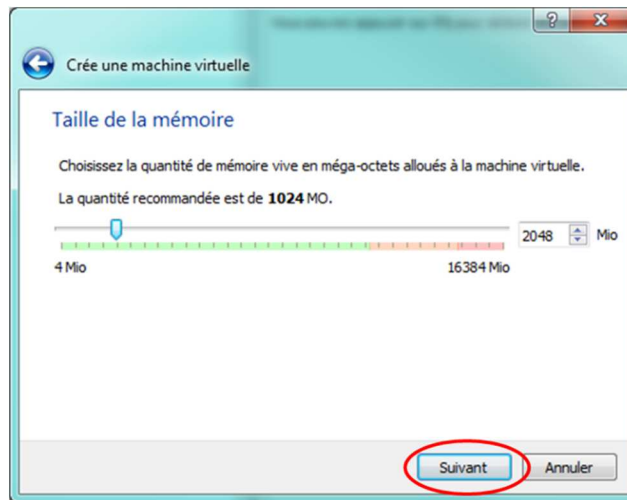 Crée une machine virtuelle
Taille de la mémoire
Choisissez la quantité de mémoire vive en méga-octets alloués à la machine virtuelle.
La quantité recommandée est de 1024 MO.
2048 Mio
4 Mio 16384 Mio
Suivant Annuler